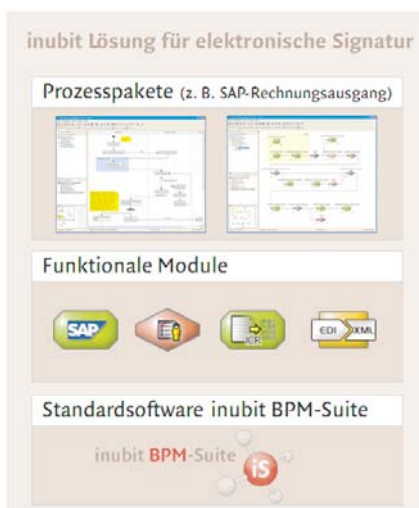 inubit Lösung für elektronische Signatur
Prozesspakete (z. B. SAP-Rechnungsausgang)
Funktionale Module
SAP
ICR
EDI XML
Standardsoftware inubit BPM-Suite
inubit BPM-Suite iS